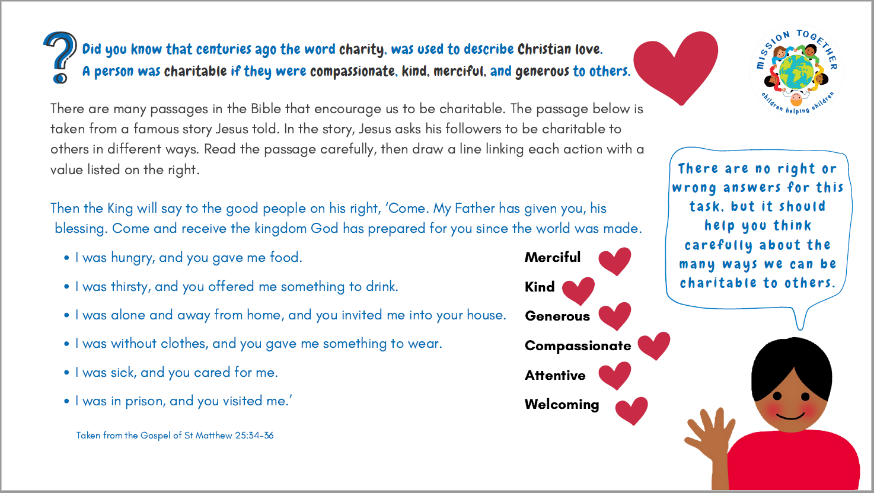 ?
Did you know that centuries ago the word charity, was used to describe Christian love.
A person was charitable if they were compassionate, kind, merciful, and generous to others.
MISSION TOGETHER
children helping children
There are many passages in the Bible that encourage us to be charitable. The passage below is
taken from a famous story Jesus told. In the story, Jesus asks his followers to be charitable to
others in different ways. Read the passage carefully, then draw a line linking each action with a
value listed on the right.
Then the King will say to the good people on his right, ‘Come. My Father has given you, his
blessing. Come and receive the kingdom God has prepared for you since the world was made.
• I was hungry, and you gave me food.
• I was thirsty, and you offered me something to drink.
• I was alone and away from home, and you invited me into your house.
• I was without clothes, and you gave me something to wear.
• I was sick, and you cared for me.
• I was in prison, and you visited me.’
Taken from the Gospel of St Matthew 25:34-36
Merciful
Kind
Generous
Compassionate
Attentive
Welcoming
There are no right or
wrong answers for this
task, but it should
help you think
carefully about the
many ways we can be
charitable to others.